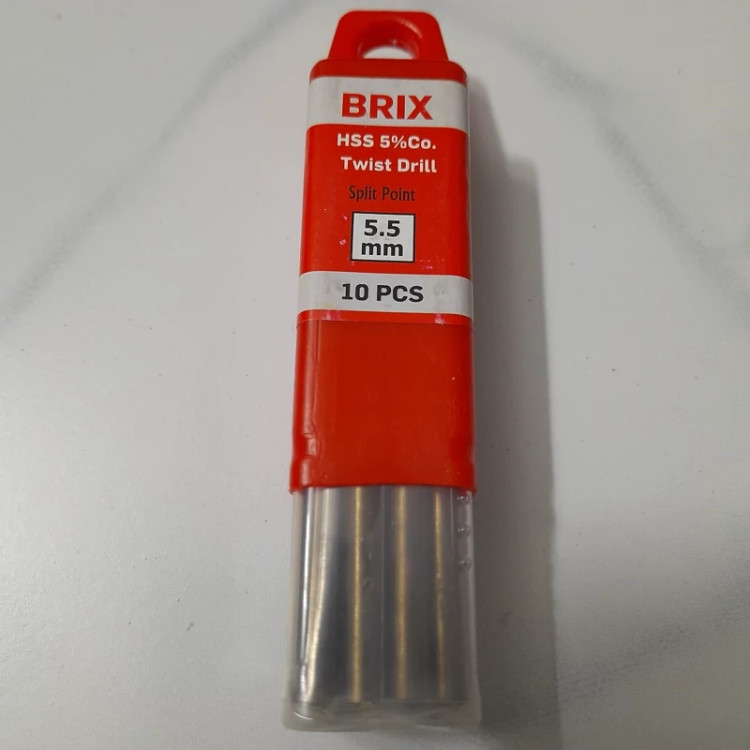 BRIX
HSS 5%Co.
Twist Drill
Split Point
5.5
mm
10 PCS